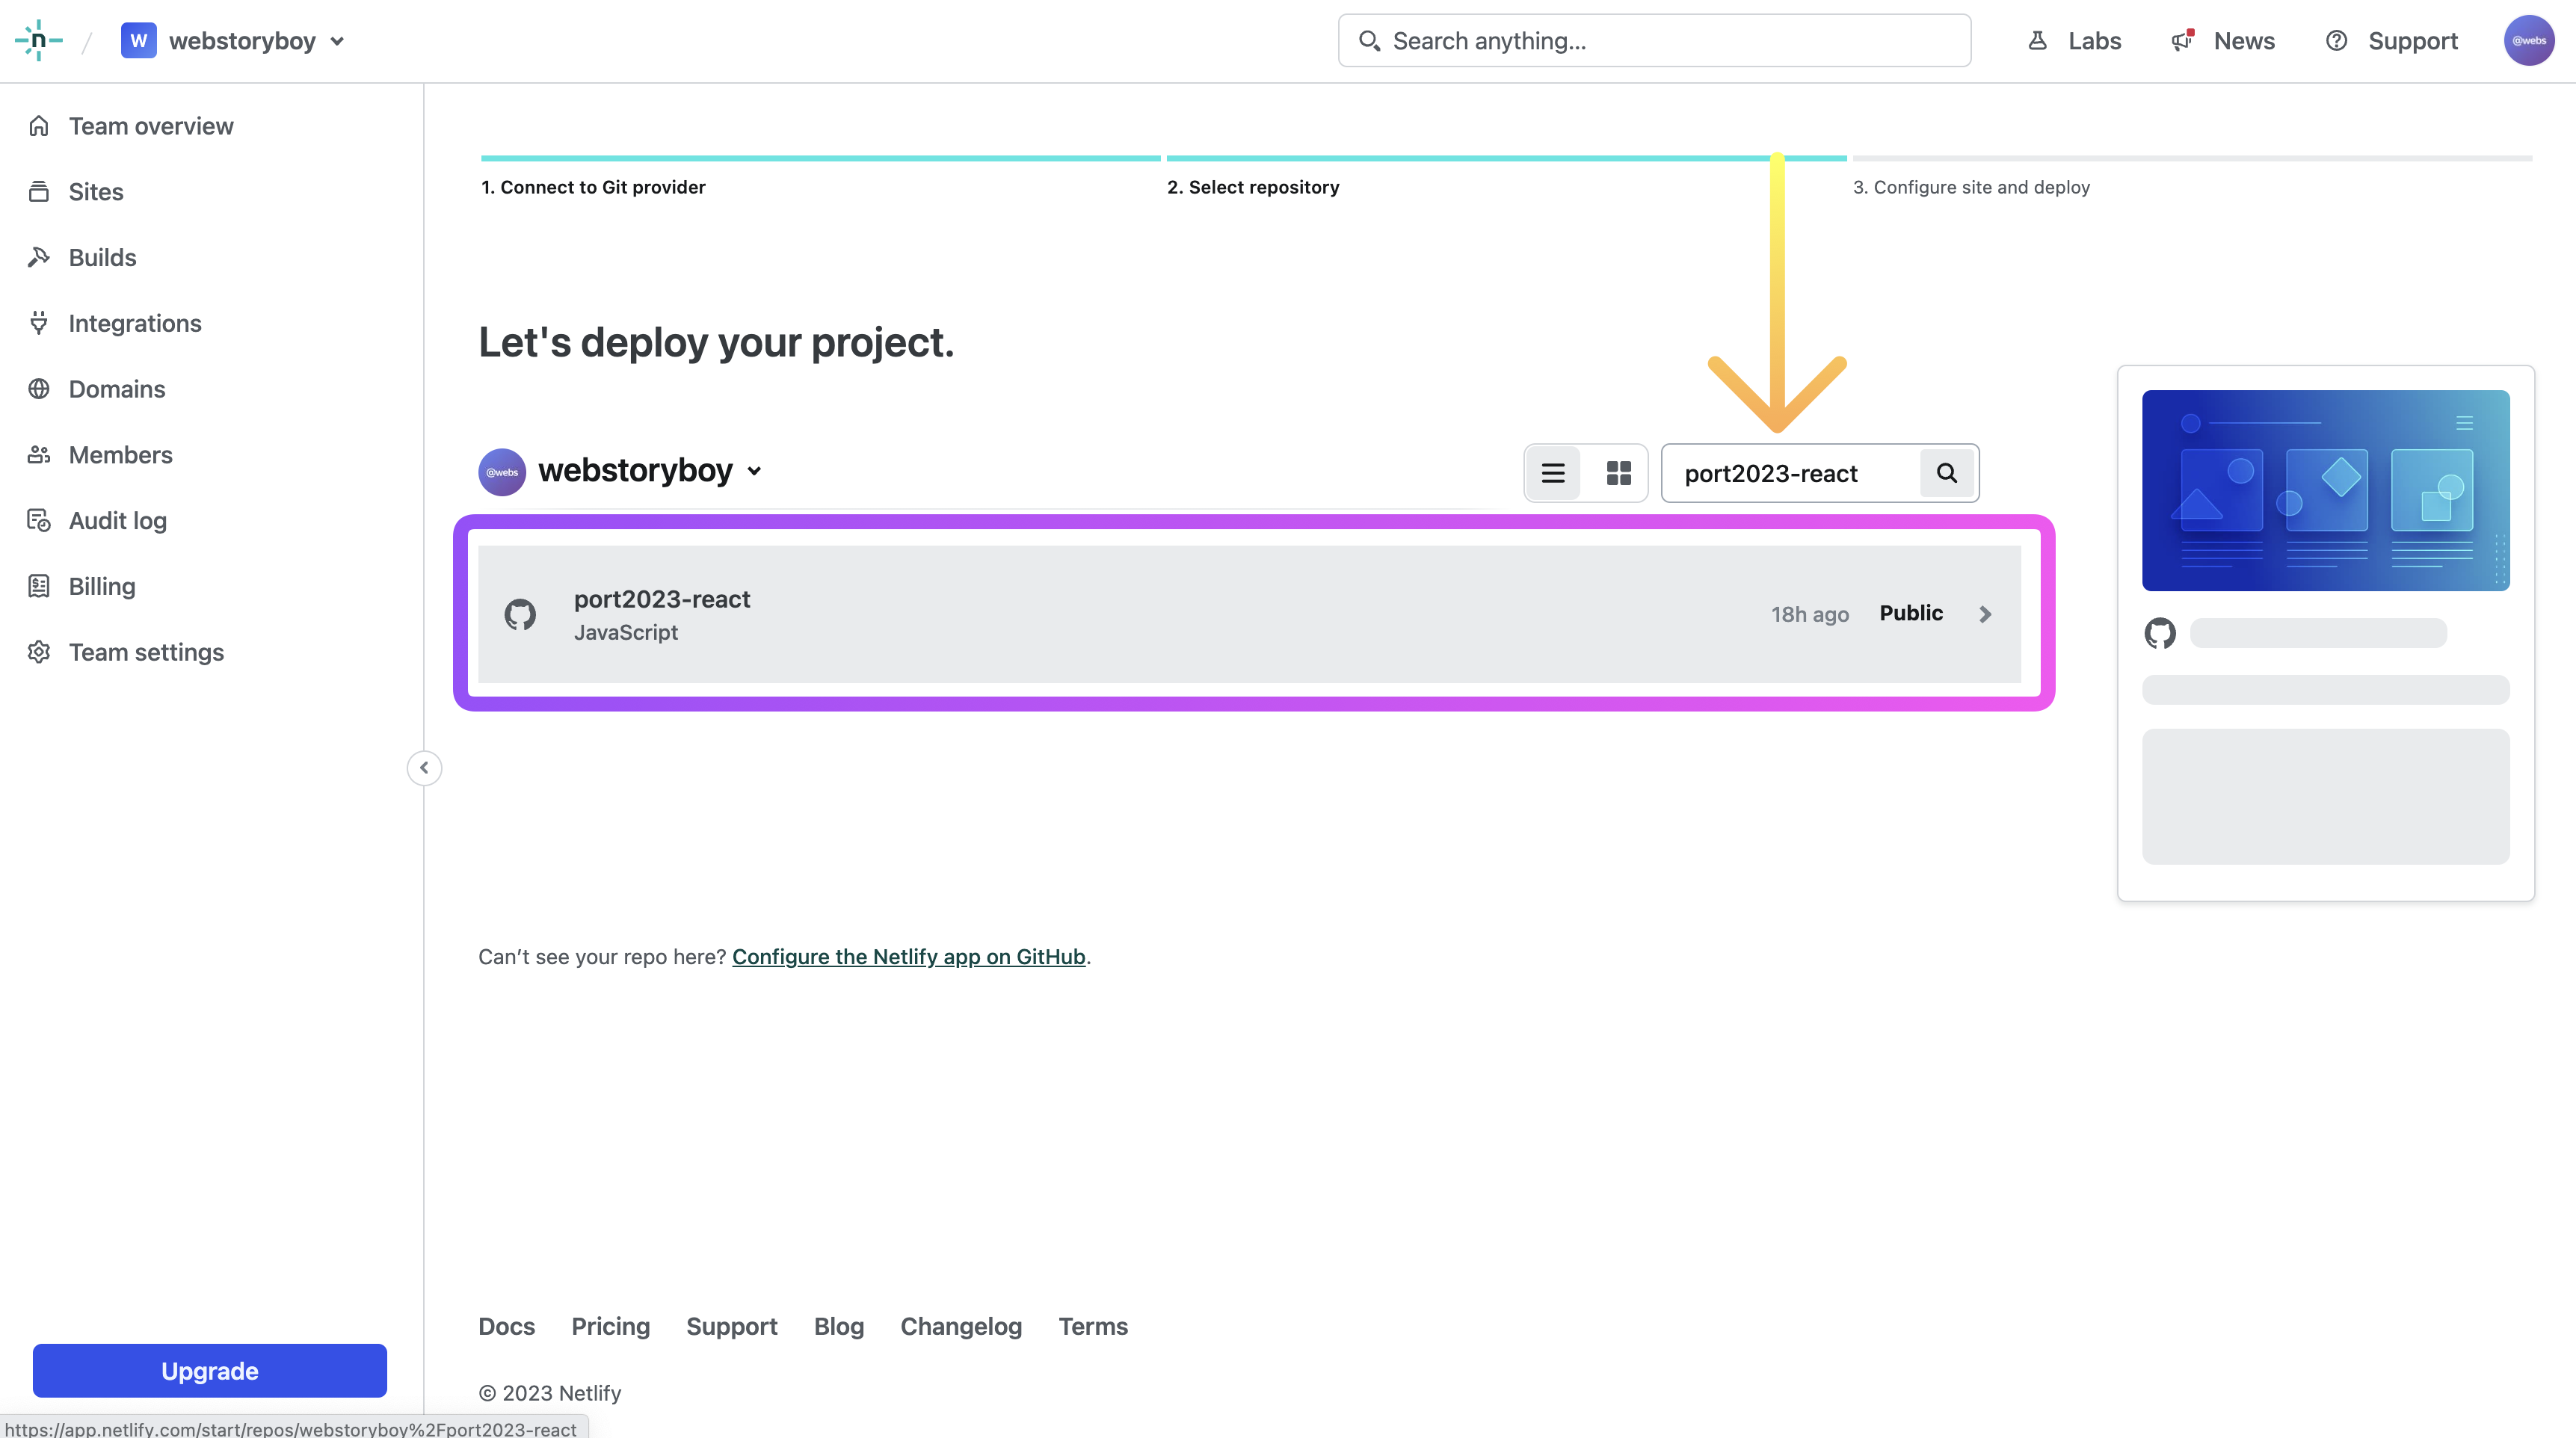 n / W webstoryboy
Search anything...
Labs
News
Support
@webs
Team overview
Sites
Builds
Integrations
Domains
Members
Audit log
Billing
Team settings
Upgrade
1. Connect to Git provider
2. Select repository
3. Configure site and deploy
Let's deploy your project.
@webs webstoryboy
port2023-react
port2023-react
JavaScript
18h ago Public
Can’t see your repo here? Configure the Netlify app on GitHub.
Docs Pricing Support Blog Changelog Terms
© 2023 Netlify
https://app.netlify.com/start/repos/webstoryboy%2Fport2023-react